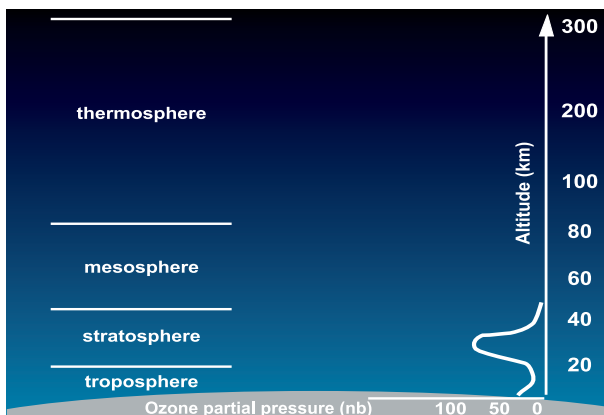 300
thermosphere
200
Altitude (km)
100
80
mesosphere
60
40
stratosphere
20
troposphere
Ozone partial pressure (nb) 100 50 0